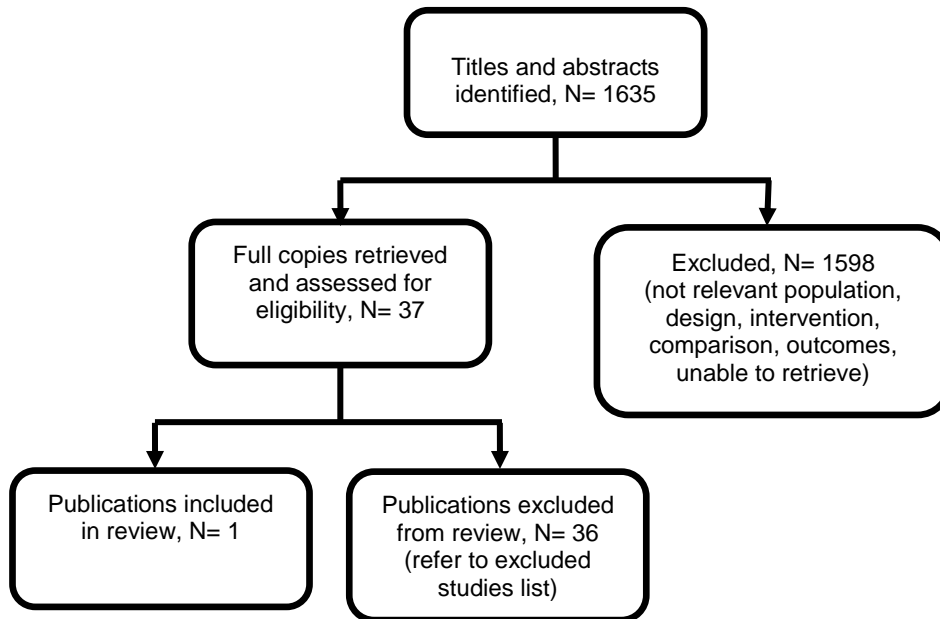 Titles and abstracts
identified, N= 1635
Full copies retrieved
and assessed for
eligibility, N= 37
Excluded, N= 1598
(not relevant population,
design, intervention,
comparison, outcomes,
unable to retrieve)
Publications included
in review, N= 1
Publications excluded
from review, N= 36
(refer to excluded
studies list)